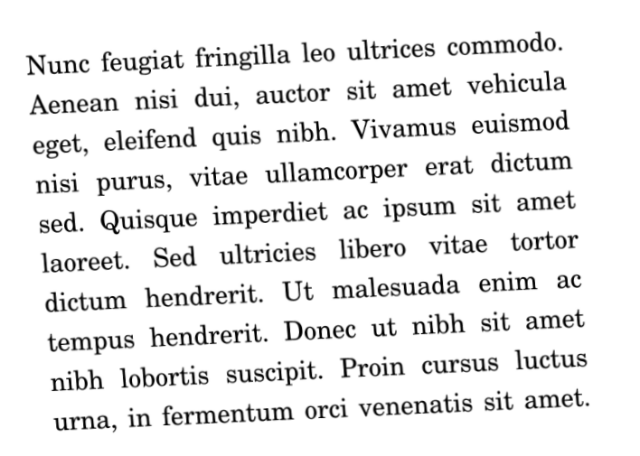 Nunc feugiat fringilla leo ultrices commodo.
Aenean nisi dui, auctor sit amet vehicula
eget, eleifend quis nibh. Vivamus euismod
nisi purus, vitae ullamcorper erat dictum
sed. Quisque imperdiet ac ipsum sit amet
laoreet. Sed ultricies libero vitae tortor
dictum hendrerit. Ut malesuada enim ac
tempus hendrerit. Donec ut nibh sit amet
nibh lobortis suscipit. Proin cursus luctus
urna, in fermentum orci venenatis sit amet.